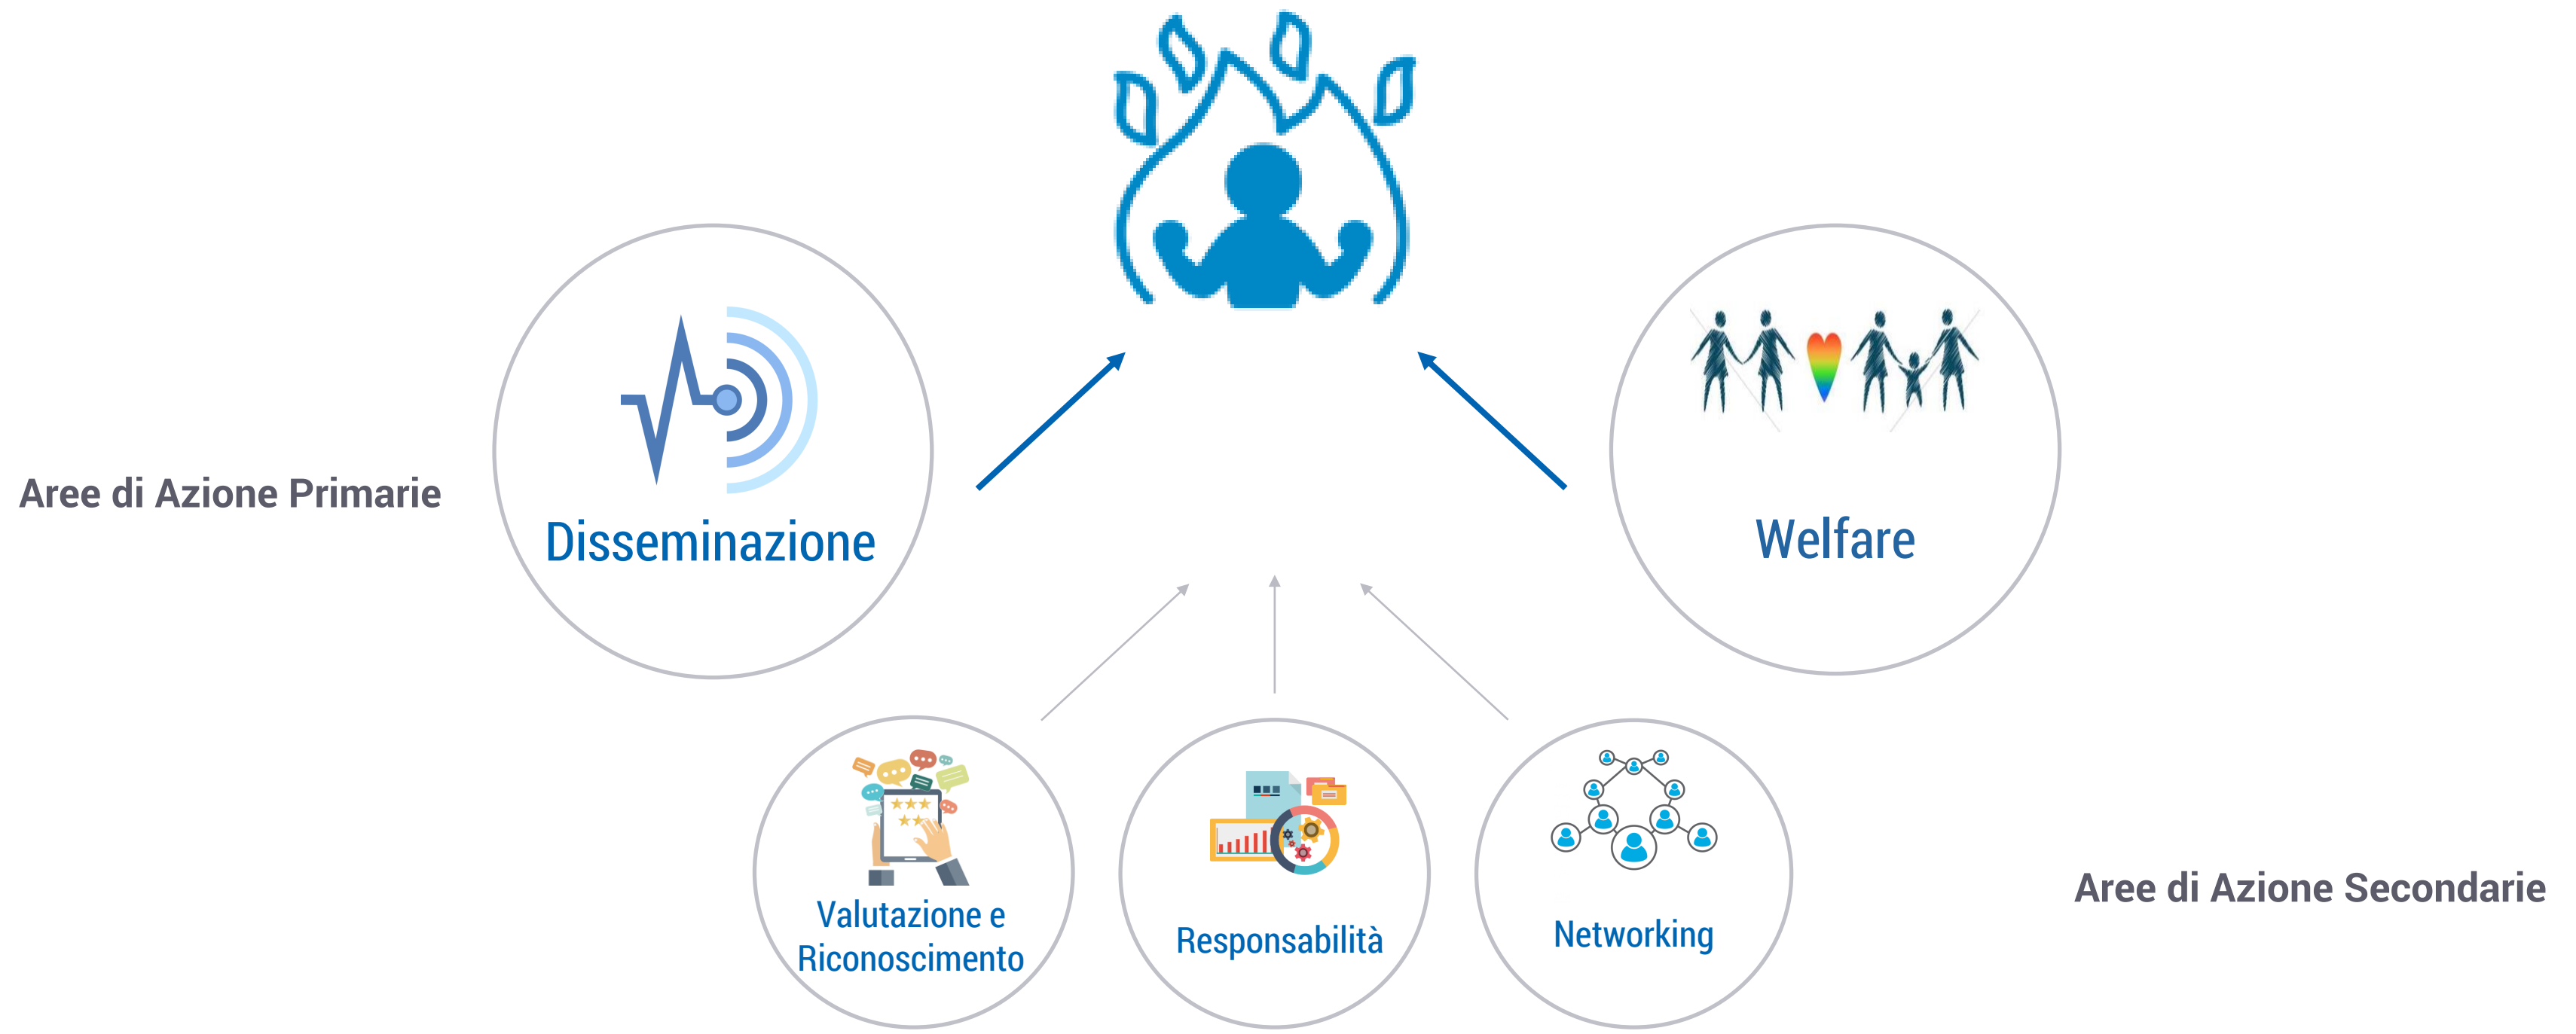 Aree di Azione Primarie
Disseminazione
Welfare
Valutazione e
Riconoscimento
Responsabilità
Networking
Aree di Azione Secondarie